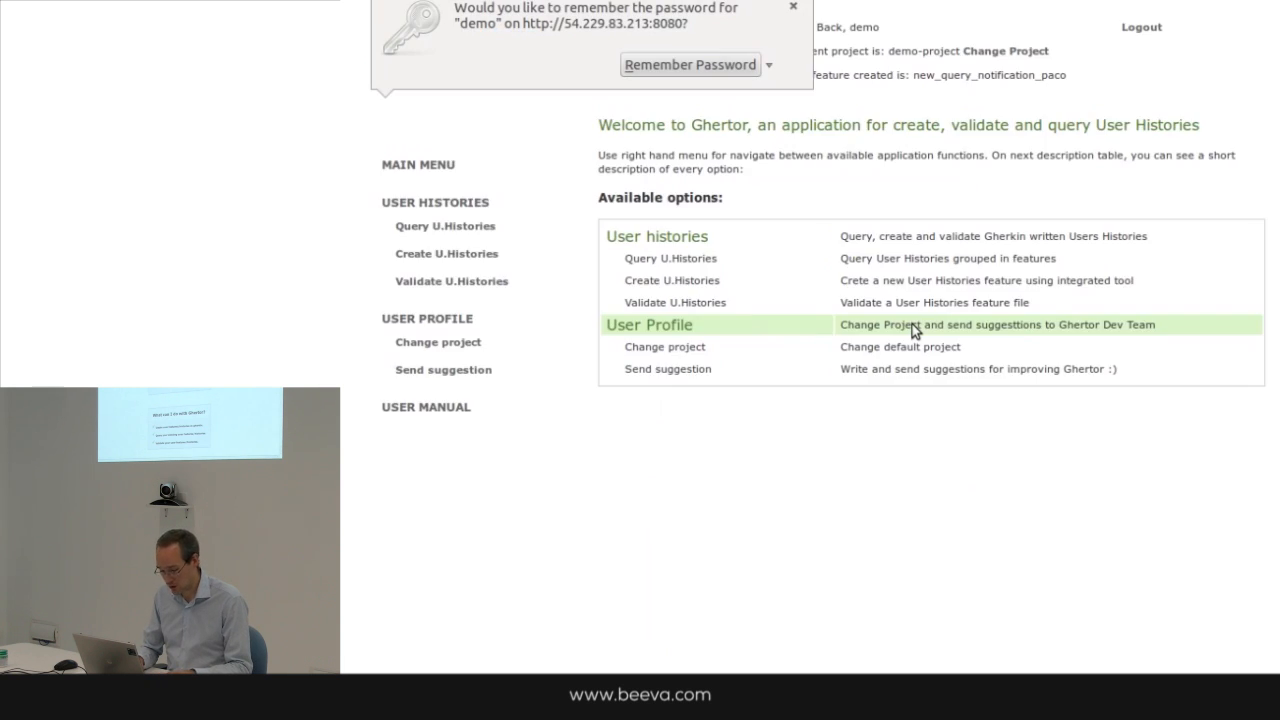 Would you like to remember the password for
"demo" on http://54.229.83.213:8080?
Remember Password
Back, demo
Logout
ent project is: demo-project Change Project
feature created is: new_query_notification_paco
Welcome to Ghertor, an application for create, validate and query User Histories
Use right hand menu for navigate between available application functions. On next description table, you can see a short
description of every option:
Available options:
MAIN MENU
USER HISTORIES
Query U.Histories
Create U.Histories
Validate U.Histories
USER PROFILE
Change project
Send suggestion
USER MANUAL
User histories Query, create and validate Gherkin written Users Histories
Query U.Histories Query User Histories grouped in features
Create U.Histories Crete a new User Histories feature using integrated tool
Validate U.Histories Validate a User Histories feature file
User Profile Change Project and send suggesttions to Ghertor Dev Team
Change project Change default project
Send suggestion Write and send suggestions for improving Ghertor :)
What can I do with Ghertor?
www.beeva.com